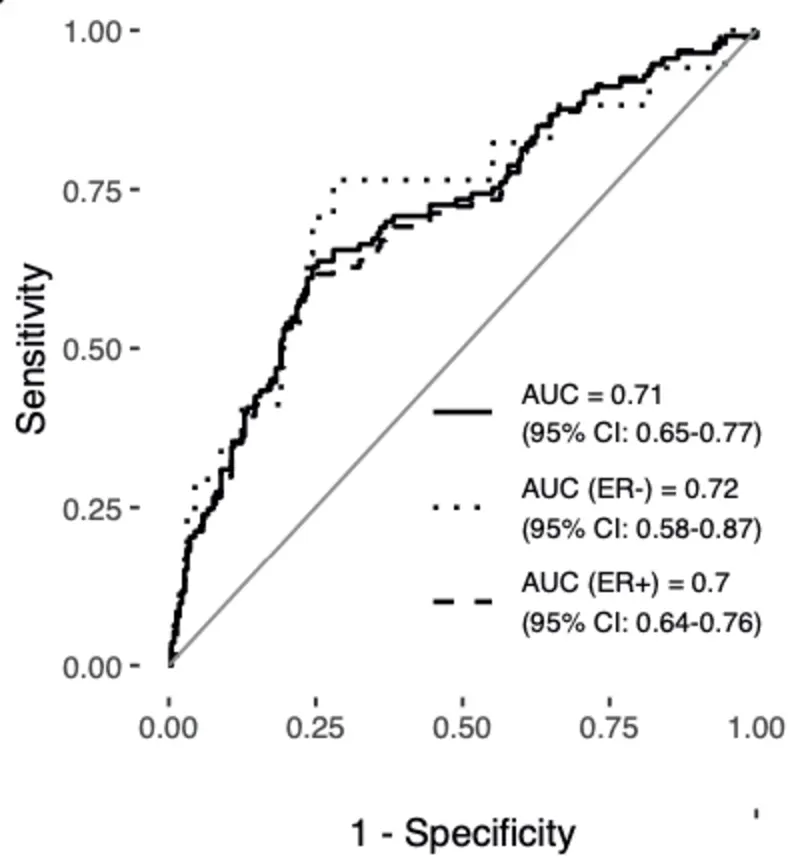 1.00
0.75
0.50
0.25
0.00
Sensitivity
AUC = 0.71
(95% CI: 0.65-0.77)
AUC (ER-) = 0.72
(95% CI: 0.58-0.87)
AUC (ER+) = 0.7
(95% CI: 0.64-0.76)
0.00 0.25 0.50 0.75 1.00
1 - Specificity